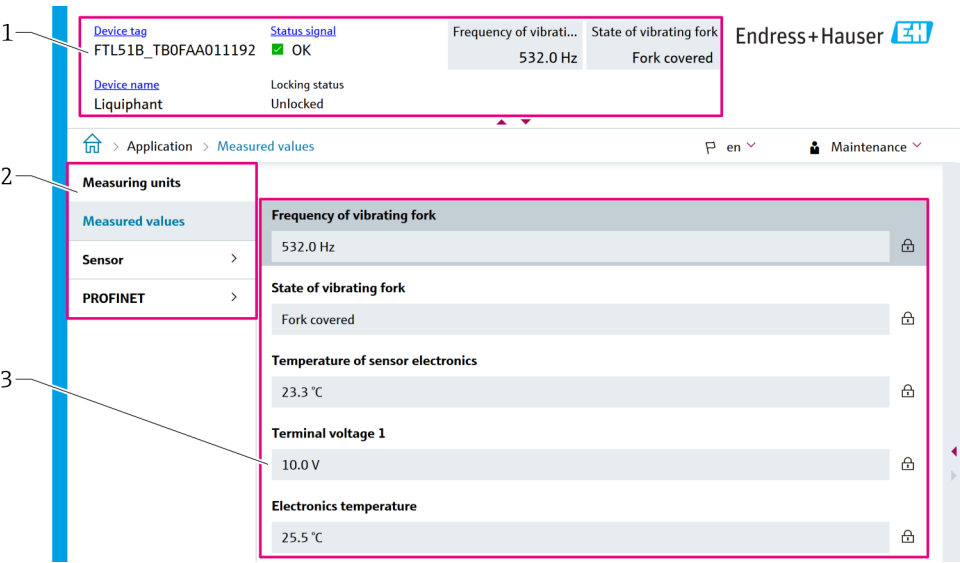 1
Device tag
FTL51B_TB0FAA011192
Status signal
OK
Frequency of vibrati...
532.0 Hz
State of vibrating fork
Fork covered
Endress+Hauser EH
Device name
Liquiphant
Locking status
Unlocked
> Application > Measured values
en
Maintenance
2
Measuring units
Measured values
Sensor
PROFINET
Frequency of vibrating fork
532.0 Hz
State of vibrating fork
Fork covered
3
Temperature of sensor electronics
23.3 °C
Terminal voltage 1
10.0 V
Electronics temperature
25.5 °C